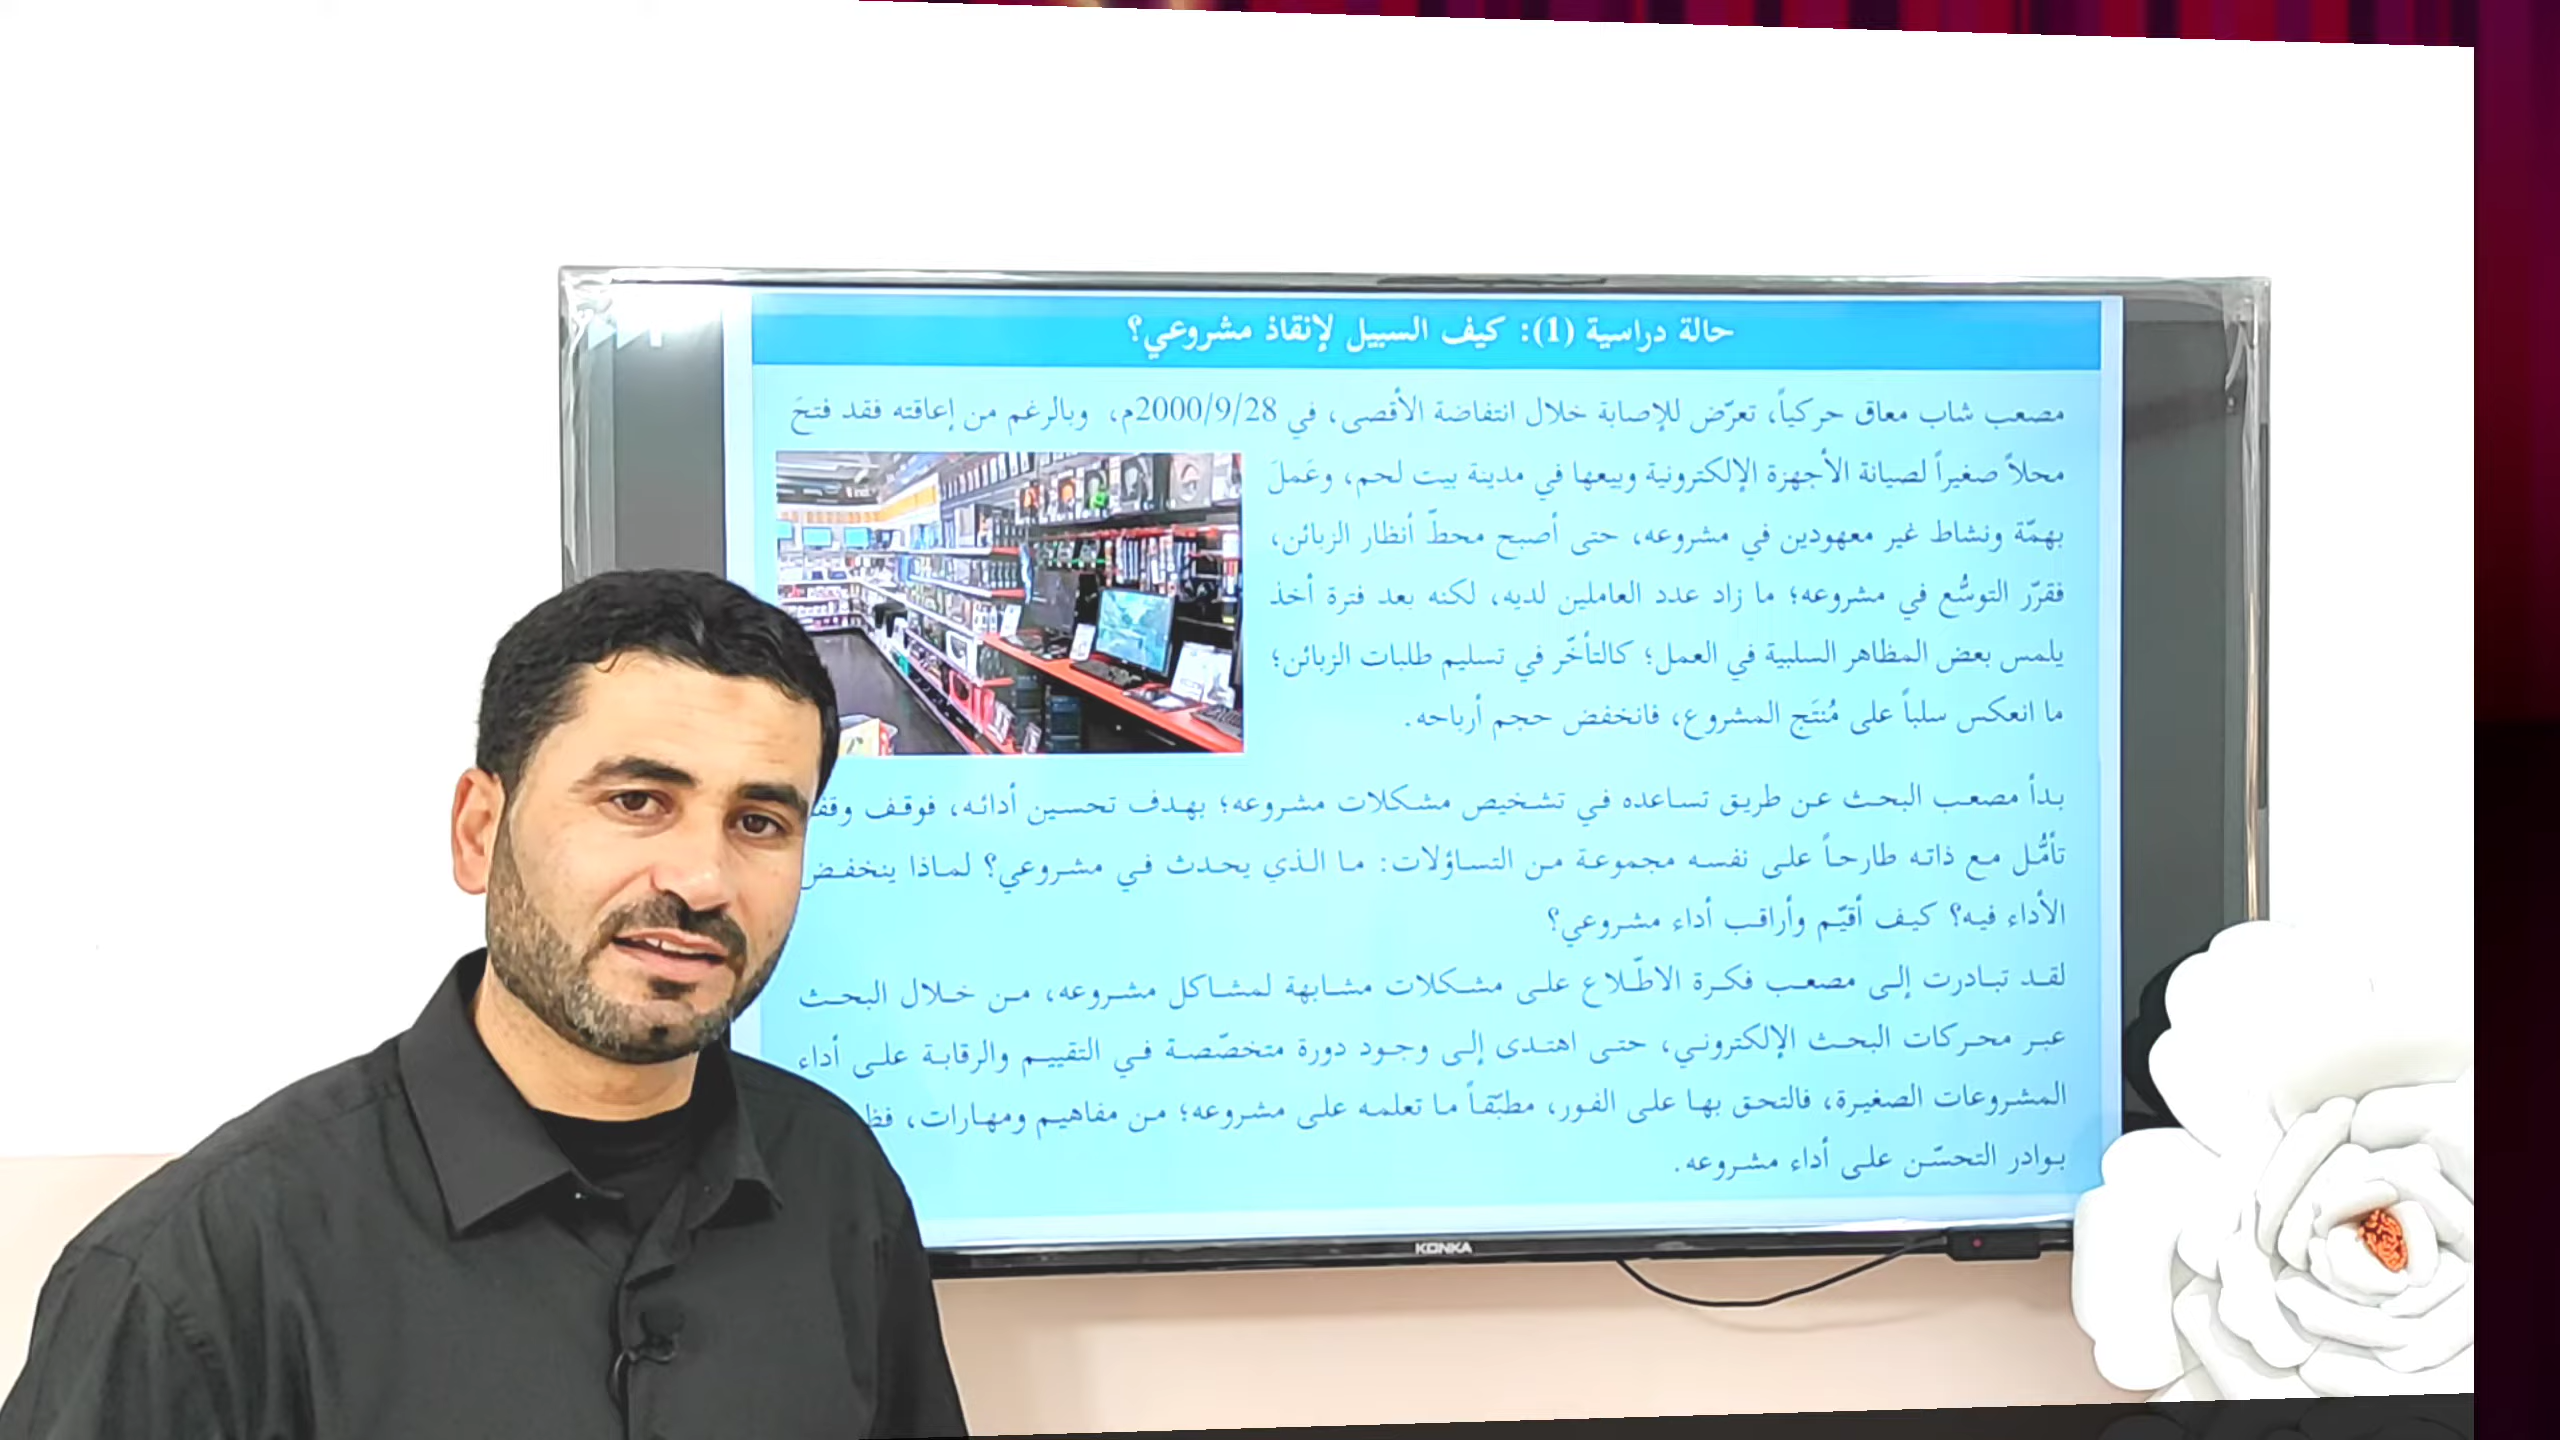 حالة دراسية (1): كيف السبيل لإنقاذ مشروعي؟
مصعب شاب معاق حركياً، تعرّض للإصابة خلال انتفاضة الأقصى، في 2000/9/28م، وبالرغم من إعاقته فقد فتحَ
محلاً صغيراً لصيانة الأجهزة الإلكترونية وبيعها في مدينة بيت لحم، وعَملَ
بهمّة ونشاط غير معهودين في مشروعه، حتى أصبح محطّ أنظار الزبائن،
فقرّر التوسُّع في مشروعه؛ ما زاد عدد العاملين لديه، لكنه بعد فترة أخذ
يلمس بعض المظاهر السلبية في العمل؛ كالتأخّر في تسليم طلبات الزبائن؛
ما انعكس سلباً على مُنتَج المشروع، فانخفض حجم أرباحه.
بدأ مصعب البحث عن طريق تساعده في تشخيص مشكلات مشروعه؛ بهدف تحسين أدائه، فوقف
تأمُّل مع ذاته طارحاً على نفسه مجموعة من التساؤلات: ما الذي يحدث في مشروعي؟ لماذا ينخفض
الأداء فيه؟ كيف أقيّم وأراقب أداء مشروعي؟
لقد تبادرت إلى مصعب فكرة الاطّلاع على مشكلات مشابهة لمشاكل مشروعه، من خلال البحث
عبر محركات البحث الإلكتروني، حتى اهتدى إلى وجود دورة متخصّصة في التقييم والرقابة على أداء
المشروعات الصغيرة، فالتحق بها على الفور، مطبّقاً ما تعلمه على مشروعه؛ من مفاهيم ومهارات،
بوادر التحسّن على أداء مشروعه.
KONKA